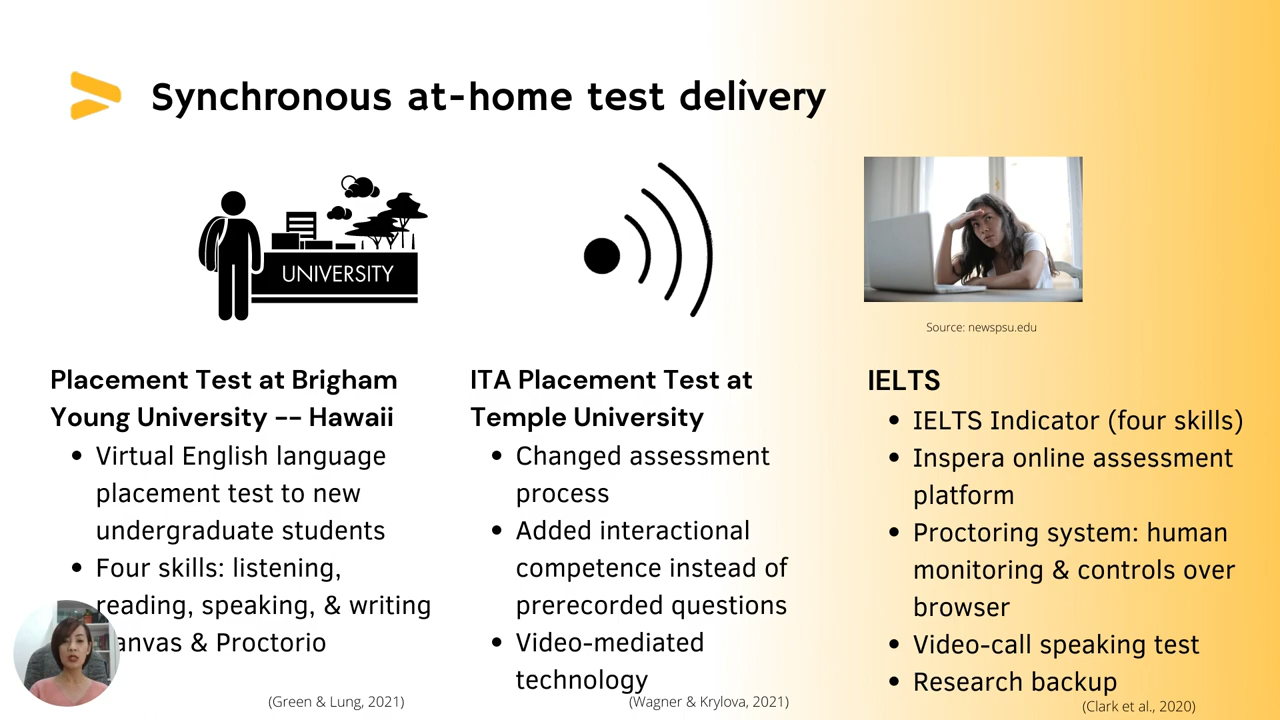 Synchronous at-home test delivery
UNIVERSITY
Source: newspsu.edu
Placement Test at Brigham
Young University -- Hawaii
• Virtual English language
placement test to new
undergraduate students
• Four skills: listening,
reading, speaking, & writing
anvas & Proctorio
(Green & Lung, 2021)
ITA Placement Test at
Temple University
• Changed assessment
process
• Added interactional
competence instead of
prerecorded questions
• Video-mediated
technology
(Wagner & Krylova, 2021)
IELTS
• IELTS Indicator (four skills)
• Inspera online assessment
platform
• Proctoring system: human
monitoring & controls over
browser
• Video-call speaking test
• Research backup
(Clark et al., 2020)